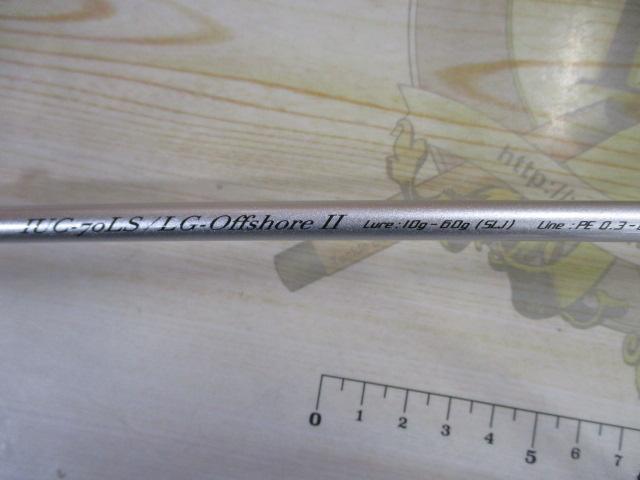 http://
IUC-70LS/LG-Offshore II Lure:10g-60g (SLJ) Line:PE 0.3-
0 1 2 3 4 5 6 7